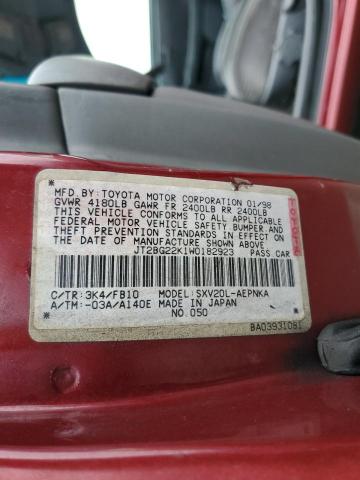 MFD.BY:TOYOTA MOTOR CORPORATION 01/98
GVWR 4180LB GAWR FR 2400LB RR 2400LB
THIS VEHICLE CONFORMS TO ALL APPLICABLE
FEDERAL MOTOR VEHICLE SAFETY, BUMPER, AND
THEFT PREVENTION STANDARDS IN EFFECT ON
THE DATE OF MANUFACTURE SHOWN ABOVE.
JT2BG22K1W0182923 PASS CAR
C/TR:3K4/FB10 MODEL:SXV20L-AEPNKA
A/TM:-03A/A140E MADE IN JAPAN
NO.050
BA03931081